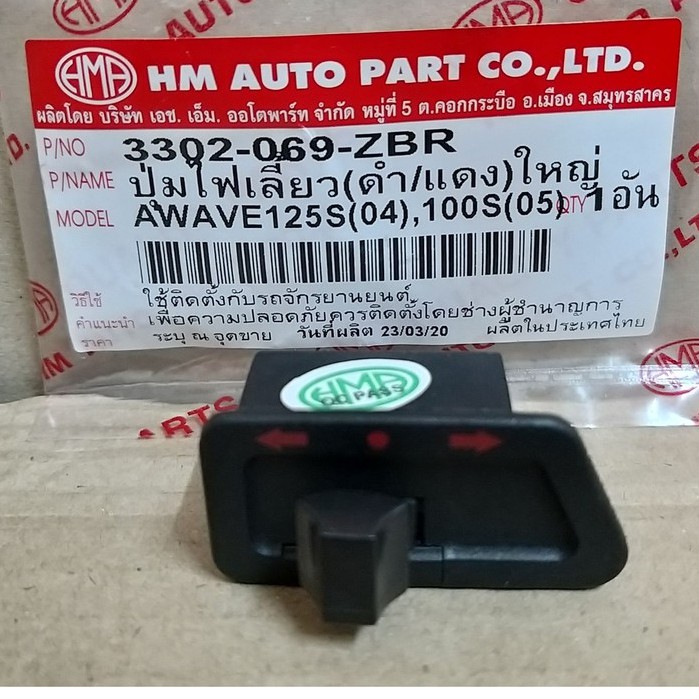 HMA HM AUTO PART CO.,LTD.
ผลิตโดย บริษัท เอช. เอ็ม. ออโตพาร์ท จำกัด หมู่ที่ 5 ต.คอกกระบือ อ.เมือง จ.สมุทรสาคร
P/NO 3302-069-ZBR
P/NAME ปุ่มไฟเลี้ยว(ดำ/แดง)ใหญ่
MODEL AWAVE125S(04),100S(05) QTY 1อัน
วิธีใช้ ใช้ติดตั้งกับรถจักรยานยนต์
คำแนะนำ เพื่อความปลอดภัยควรติดตั้งโดยช่างผู้ชำนาญการ
ราคา ระบุ ณ จุดขาย วันที่ผลิต 23/03/20 ผลิตในประเทศไทย
HMA
QC PASS